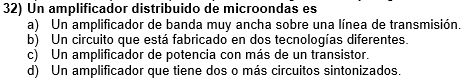 32) Un amplificador distribuido de microondas es
a) Un amplificador de banda muy ancha sobre una línea de transmisión.
b) Un circuito que está fabricado en dos tecnologías diferentes.
c) Un amplificador de potencia con más de un transistor.
d) Un amplificador que tiene dos o más circuitos sintonizados.